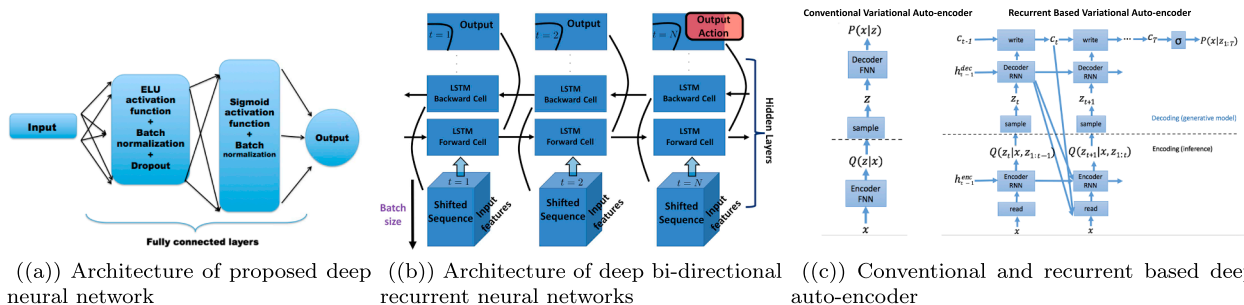 Input
ELU
activation
function
+
Batch
normalization
+
Dropout
Sigmoid
activation
function
+
Batch
normalization
Output
Fully connected layers
((a)) Architecture of proposed deep
neural network
Output
Output
Output
Action
t = 1
t = 2
t = N
LSTM
Backward Cell
LSTM
Backward Cell
LSTM
Backward Cell
LSTM
Forward Cell
LSTM
Forward Cell
LSTM
Forward Cell
Hidden Layers
t = 1
t = 2
t = N
Batch
size
Shifted
Sequence
Input
features
Shifted
Sequence
Input
features
Shifted
Sequence
Input
features
((b)) Architecture of deep bi-directional
recurrent neural networks
Conventional Variational Auto-encoder
P(x|z)
Decoder
FNN
Z
sample
Q(z|x)
Encoder
FNN
x
Recurrent Based Variational Auto-encoder
c_{t-1}
write
c_t
write
...
c_T
σ
P(x|z_{1:T})
h_{t-1}^{dec}
Decoder
RNN
Decoder
RNN
z_t
z_{t+1}
sample
sample
Decoding (generative model)
Encoding (inference)
Q(z_t|x, z_{1:t-1})
Q(z_{t+1}|x, z_{1:t})
h_{t-1}^{enc}
Encoder
RNN
Encoder
RNN
read
read
x
x
((c)) Conventional and recurrent based deep
auto-encoder